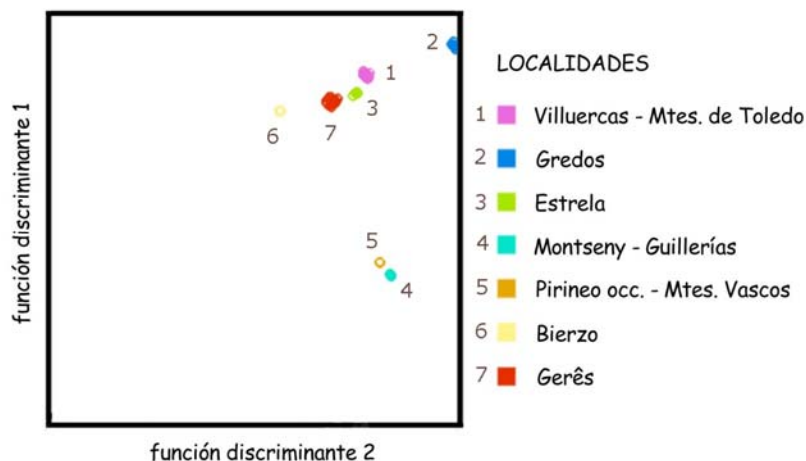 2
1
3
6
7
5
4
función discriminante 1
función discriminante 2
LOCALIDADES
1 Villuercas - Mtes. de Toledo
2 Gredos
3 Estrela
4 Montseny - Guillerías
5 Pirineo occ. - Mtes. Vascos
6 Bierzo
7 Gerês